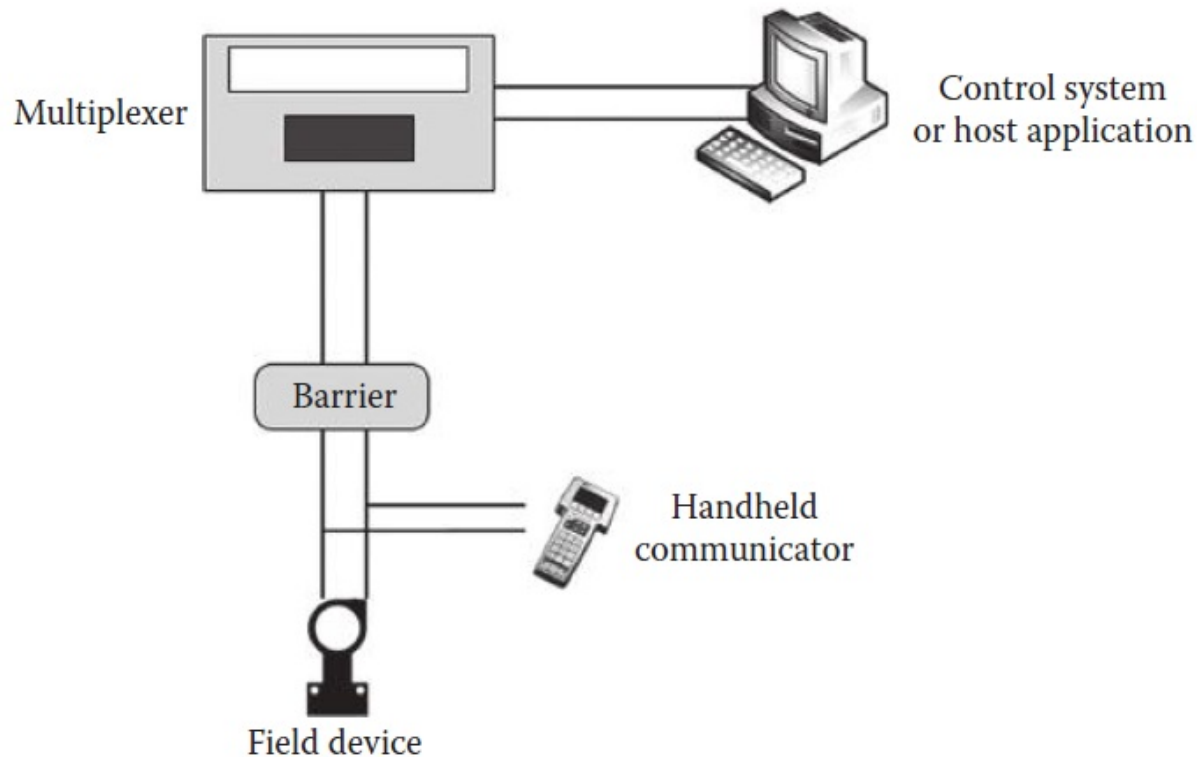 Multiplexer
Control system
or host application
Barrier
Handheld
communicator
Field device